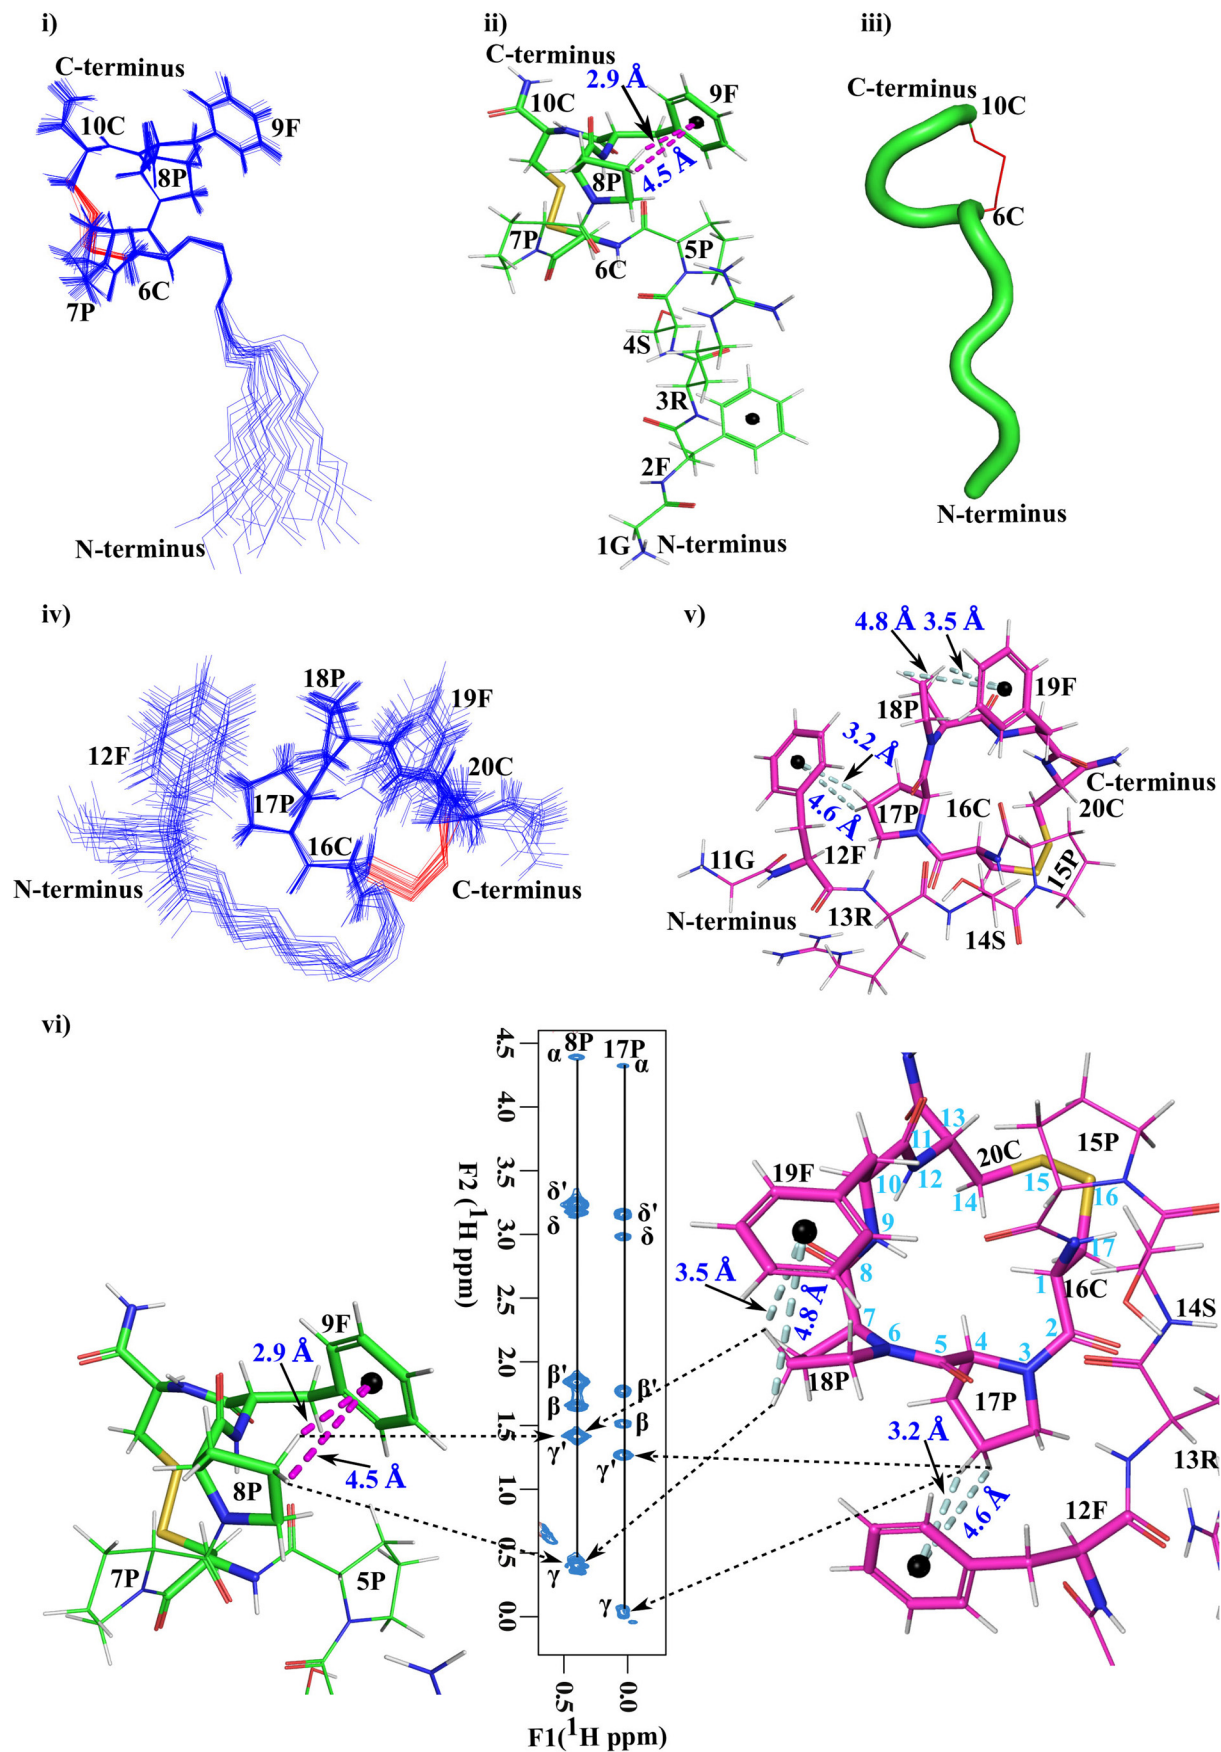 i)
C-terminus
10C
9F
8P
6C
7P
N-terminus
ii)
C-terminus
2.9 Å
9F
10C
4.5 Å
8P
7P
6C
5P
4S
3R
2F
1G
N-terminus
iii)
C-terminus
10C
6C
N-terminus
iv)
18P
19F
12F
20C
17P
16C
N-terminus
C-terminus
v)
4.8 Å
3.5 Å
19F
18P
3.2 Å
C-terminus
16C
20C
17P
4.6 Å
12F
11G
15P
N-terminus
13R
14S
vi)
9F
2.9 Å
4.5 Å
8P
7P
5P
8P
17P
α
α
δ'
δ
δ'
δ
β'
β
β'
β
γ'
γ'
γ
γ
4.5
4.0
3.5
3.0
2.5
2.0
1.5
1.0
0.5
0.0
F2 (¹H ppm)
0.5
0.0
F1(¹H ppm)
13
11
20C
15P
19F
12
10
14
15
16
9
17
3.5 Å
8
1
16C
4.8 Å
14S
7
6
5
4
3
2
18P
17P
3.2 Å
13R
4.6 Å
12F